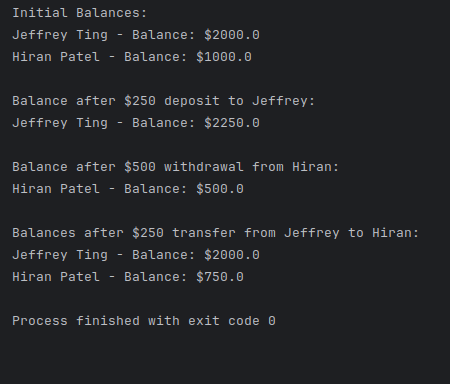 Initial Balances:
Jeffrey Ting - Balance: $2000.0
Hiran Patel - Balance: $1000.0
Balance after $250 deposit to Jeffrey:
Jeffrey Ting - Balance: $2250.0
Balance after $500 withdrawal from Hiran:
Hiran Patel - Balance: $500.0
Balances after $250 transfer from Jeffrey to Hiran:
Jeffrey Ting - Balance: $2000.0
Hiran Patel - Balance: $750.0
Process finished with exit code 0